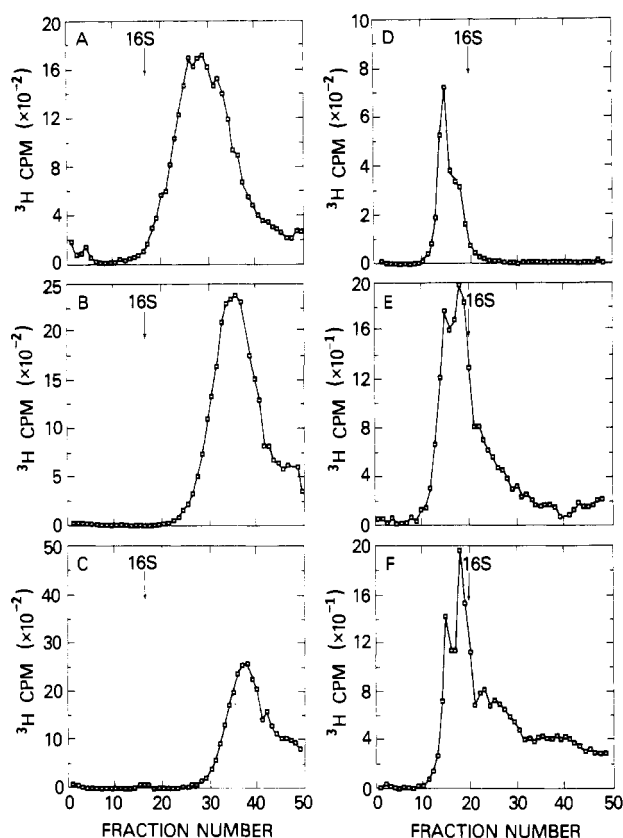 A
16S
³H CPM (×10⁻²)
20
16
12
8
4
0
B
16S
³H CPM (×10⁻²)
25
20
15
10
5
0
C
16S
³H CPM (×10⁻²)
50
40
30
20
10
0
0 10 20 30 40 50
FRACTION NUMBER
D
16S
³H CPM (×10⁻²)
10
8
6
4
2
0
E
16S
³H CPM (×10⁻¹)
20
16
12
8
4
0
F
16S
³H CPM (×10⁻¹)
20
16
12
8
4
0
0 10 20 30 40 50
FRACTION NUMBER